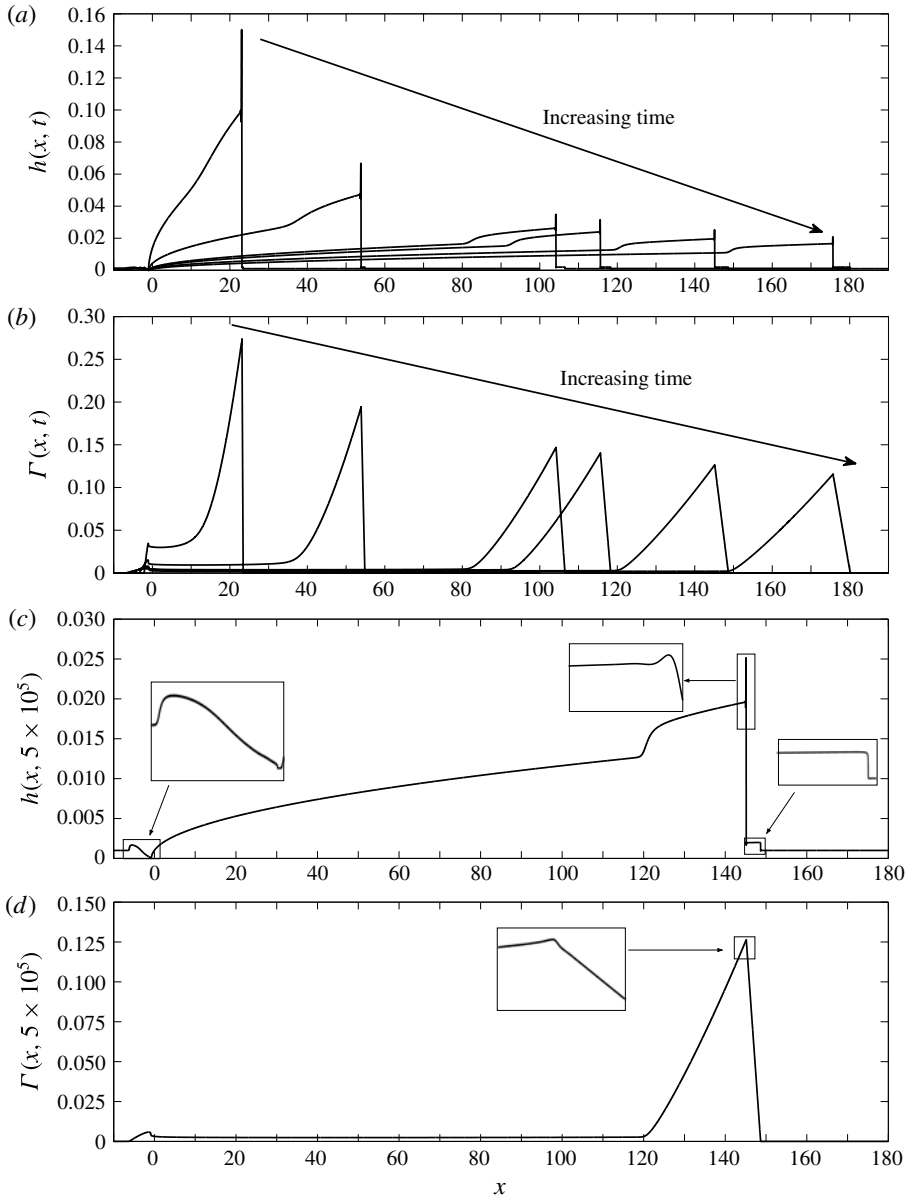 (a)
0.16
0.14
0.12
0.10
0.08
0.06
0.04
0.02
0
h(x, t)
Increasing time
0 20 40 60 80 100 120 140 160 180
(b)
0.30
0.25
0.20
0.15
0.10
0.05
0
Γ(x, t)
Increasing time
0 20 40 60 80 100 120 140 160 180
(c)
0.030
0.025
0.020
0.015
0.010
0.005
0
h(x, 5 × 10⁵)
0 20 40 60 80 100 120 140 160 180
(d)
0.150
0.125
0.100
0.075
0.050
0.025
0
Γ(x, 5 × 10⁵)
0 20 40 60 80 100 120 140 160 180
x